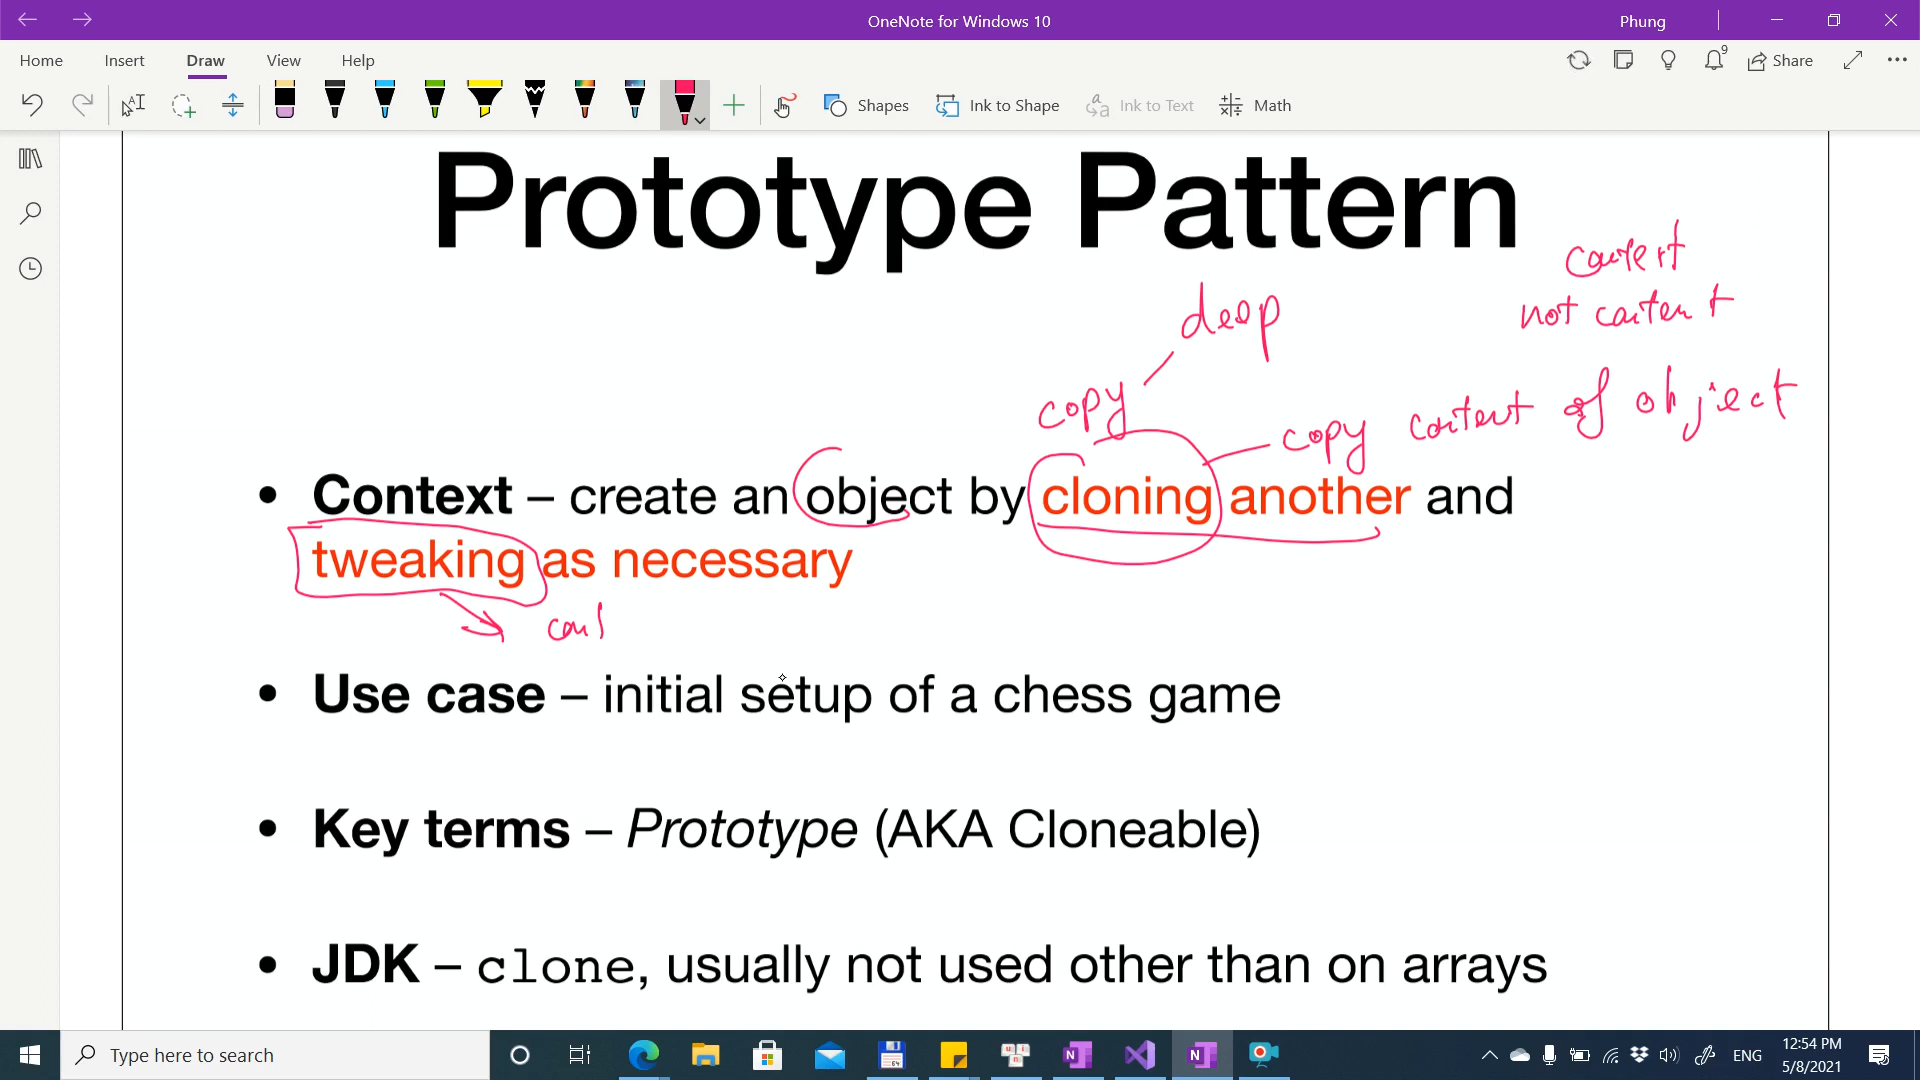 OneNote for Windows 10
Phung
Home Insert Draw View Help
9
Share
Shapes
Ink to Shape
Ink to Text
Math
Prototype Pattern
not
deep
copy
copy content of object
• Context – create an object by cloning another and
tweaking as necessary
• Use case – initial setup of a chess game
• Key terms – Prototype (AKA Cloneable)
• JDK – clone, usually not used other than on arrays
Type here to search
ENG
12:54 PM
5/8/2021